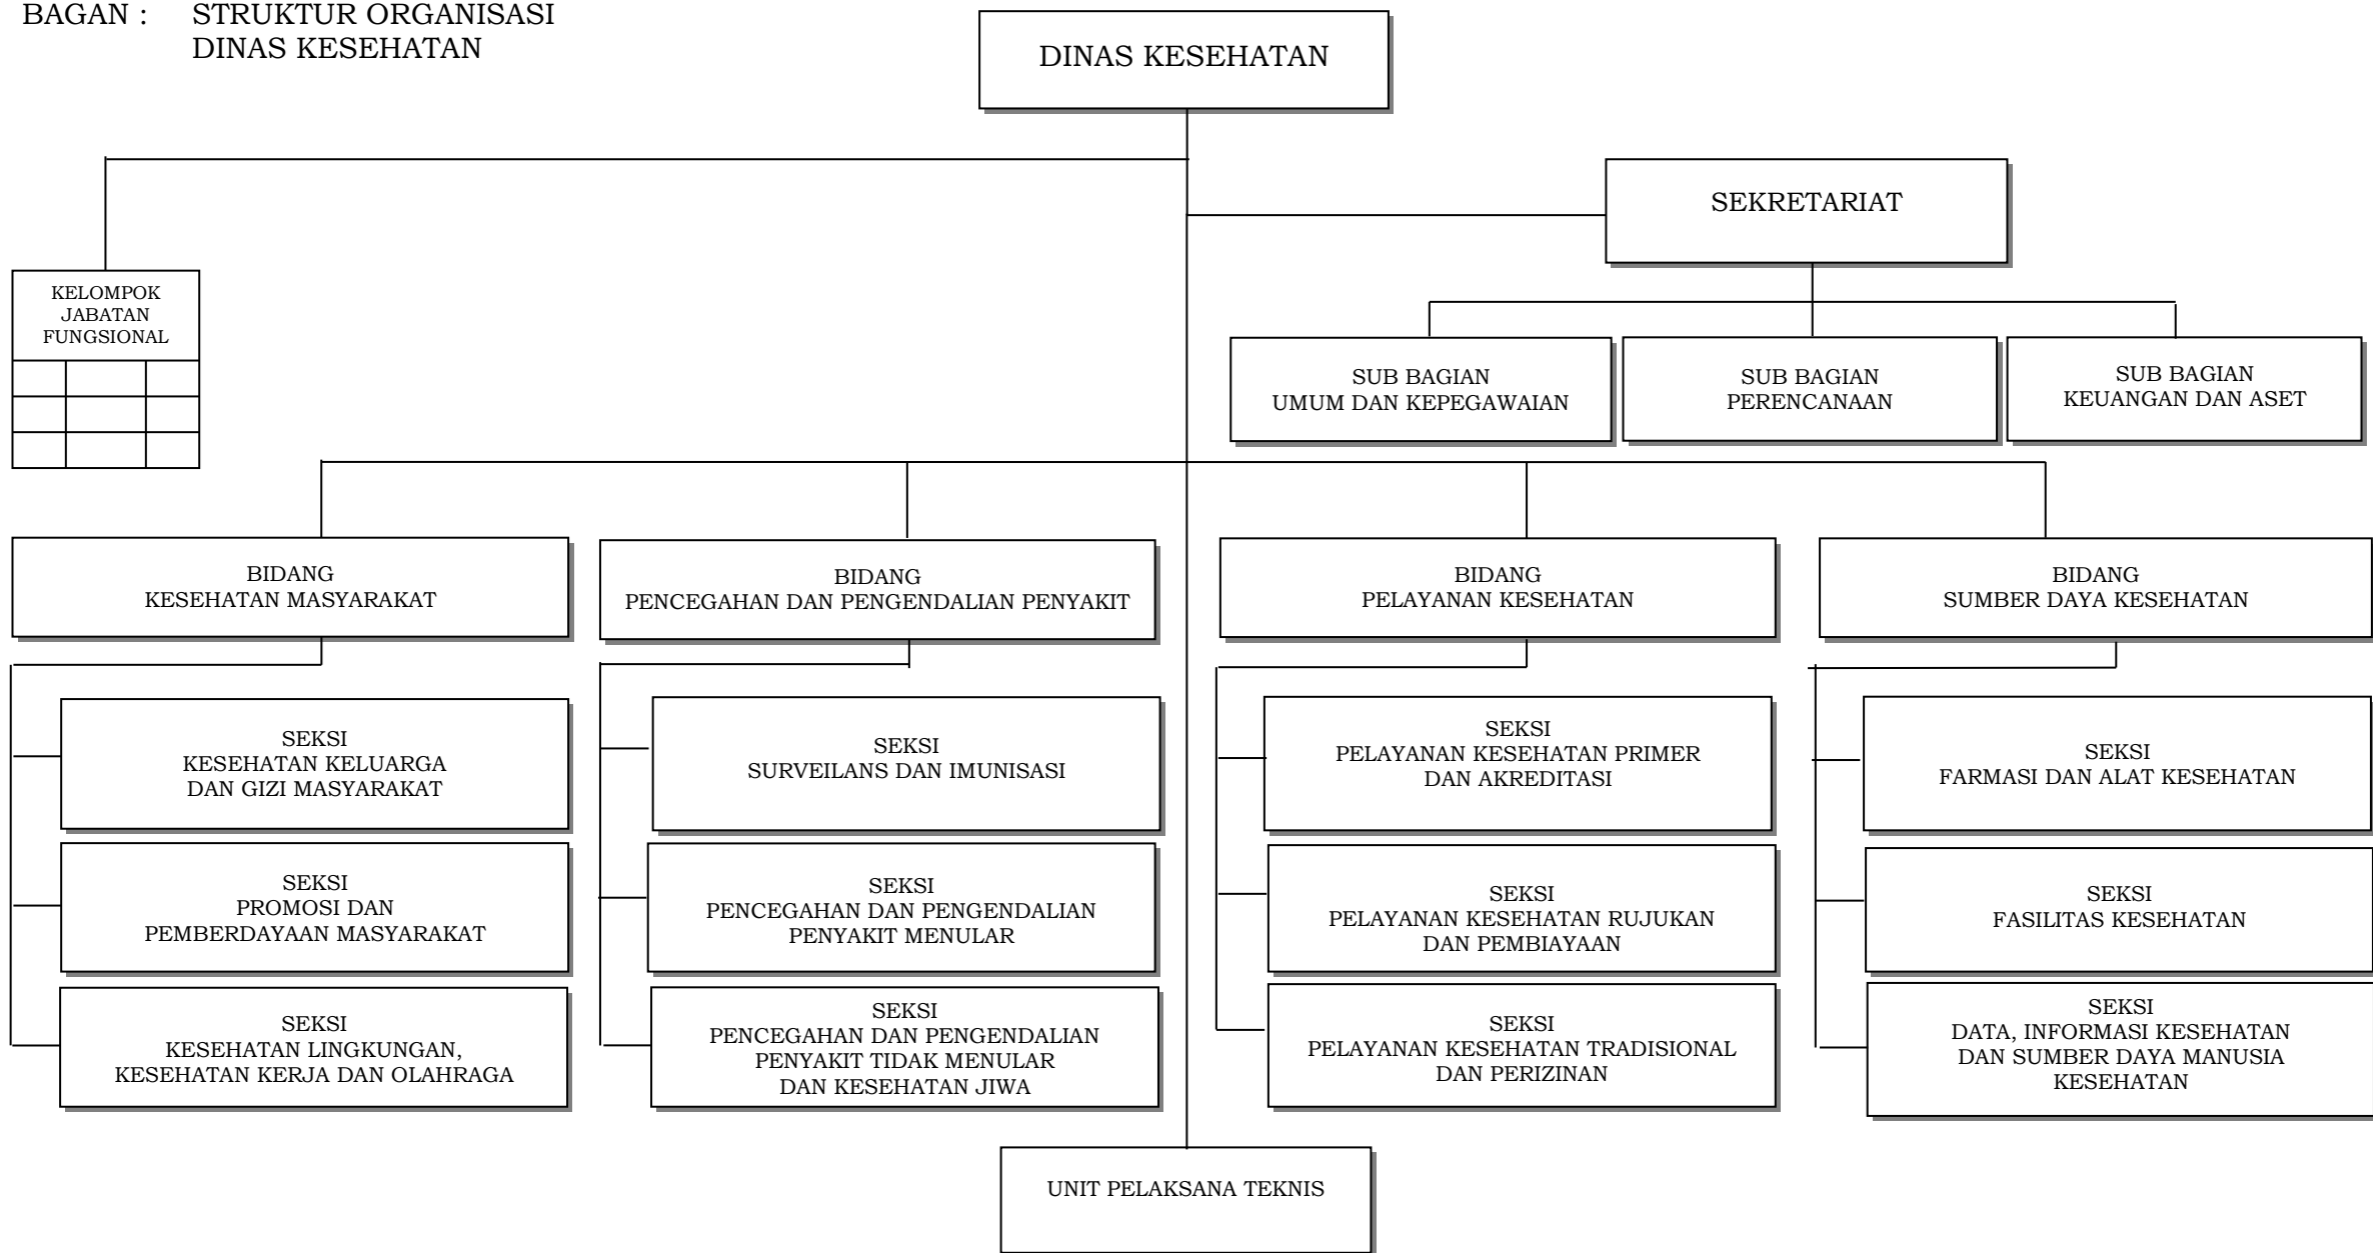 BAGAN : STRUKTUR ORGANISASI
DINAS KESEHATAN
DINAS KESEHATAN
SEKRETARIAT
KELOMPOK
JABATAN
FUNGSIONAL
SUB BAGIAN
UMUM DAN KEPEGAWAIAN
SUB BAGIAN
PERENCANAAN
SUB BAGIAN
KEUANGAN DAN ASET
BIDANG
KESEHATAN MASYARAKAT
BIDANG
PENCEGAHAN DAN PENGENDALIAN PENYAKIT
BIDANG
PELAYANAN KESEHATAN
BIDANG
SUMBER DAYA KESEHATAN
SEKSI
KESEHATAN KELUARGA
DAN GIZI MASYARAKAT
SEKSI
SURVEILANS DAN IMUNISASI
SEKSI
PELAYANAN KESEHATAN PRIMER
DAN AKREDITASI
SEKSI
FARMASI DAN ALAT KESEHATAN
SEKSI
PROMOSI DAN
PEMBERDAYAAN MASYARAKAT
SEKSI
PENCEGAHAN DAN PENGENDALIAN
PENYAKIT MENULAR
SEKSI
PELAYANAN KESEHATAN RUJUKAN
DAN PEMBIAYAAN
SEKSI
FASILITAS KESEHATAN
SEKSI
KESEHATAN LINGKUNGAN,
KESEHATAN KERJA DAN OLAHRAGA
SEKSI
PENCEGAHAN DAN PENGENDALIAN
PENYAKIT TIDAK MENULAR
DAN KESEHATAN JIWA
SEKSI
PELAYANAN KESEHATAN TRADISIONAL
DAN PERIZINAN
SEKSI
DATA, INFORMASI KESEHATAN
DAN SUMBER DAYA MANUSIA
KESEHATAN
UNIT PELAKSANA TEKNIS